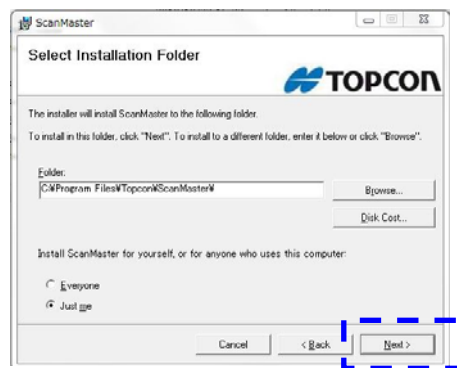 ScanMaster
Select Installation Folder
TOPCON
The installer will install ScanMaster to the following folder.
To install in this folder, click "Next". To install to a different folder, enter it below or click "Browse".
Folder:
C:¥Program Files¥Topcon¥ScanMaster¥
Browse...
Disk Cost...
Install ScanMaster for yourself, or for anyone who uses this computer:
Everyone
Just me
Cancel
< Back
Next >